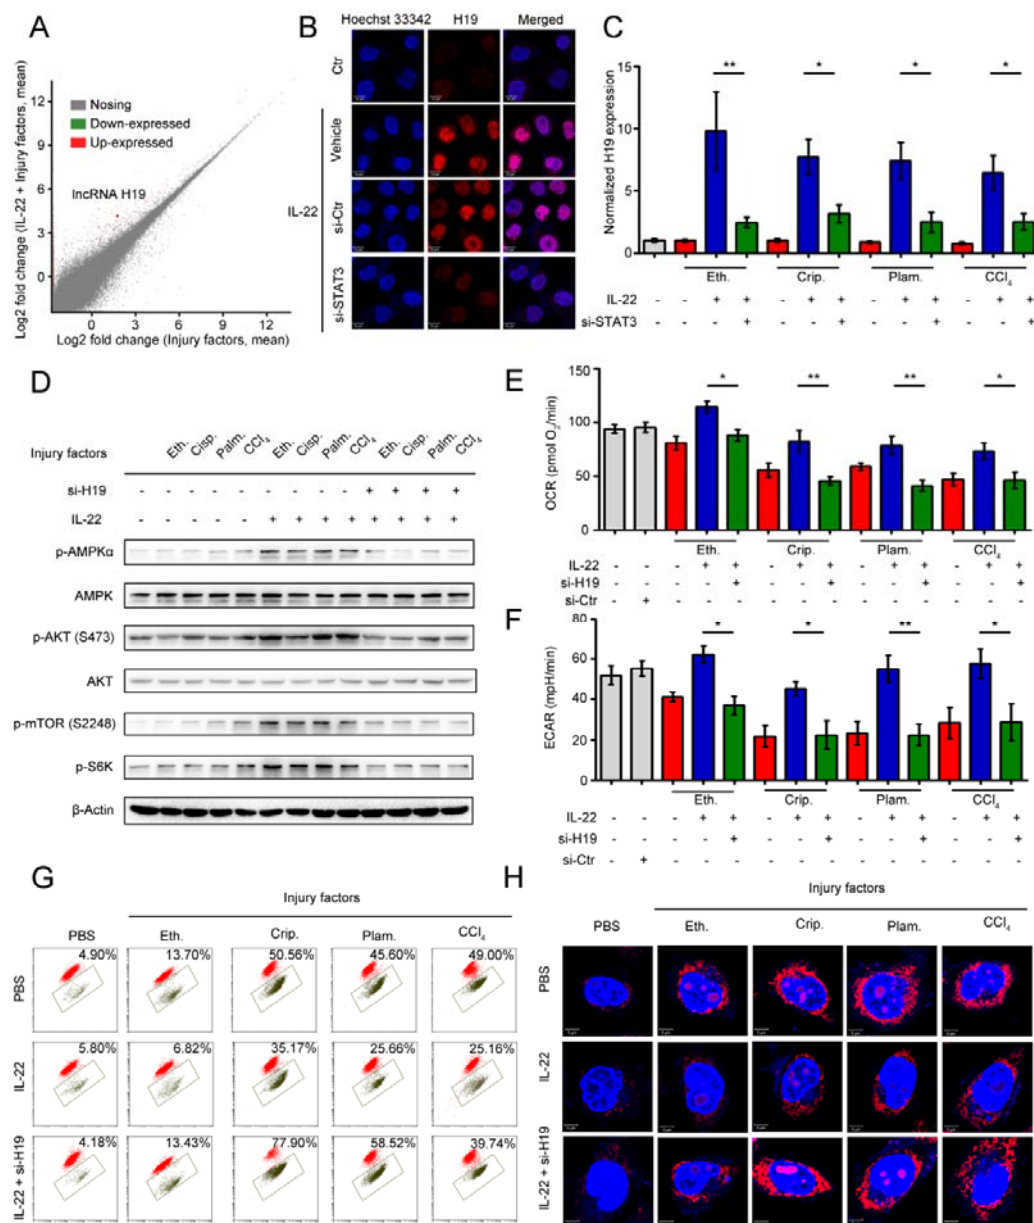 A
Log2 fold change (IL-22 + Injury factors, mean)
12
9
6
3
0
Nosing
Down-expressed
Up-expressed
lncRNA H19
0 3 6 9 12
Log2 fold change (Injury factors, mean)
B
Hoechst 33342 H19 Merged
Ctr
IL-22
Vehicle
si-Ctr
si-STAT3
C
Normalized H19 expression
15
10
5
0
** * * *
Eth. Crip. Plam. CCl4
IL-22 - - + + - + + - + + - + +
si-STAT3 - - - + - - + - - + - - +
D
Injury factors Eth. Cisp. Palm. CCl4 Eth. Cisp. Palm. CCl4 Eth. Cisp. Palm. CCl4
si-H19 - - - - - - - - - + + + +
IL-22 - - - - - + + + + + + + +
p-AMPKα
AMPK
p-AKT (S473)
AKT
p-mTOR (S2248)
p-S6K
β-Actin
E
OCR (pmol O2/min)
150
100
50
0
* ** ** *
Eth. Crip. Plam. CCl4
IL-22 - - - + + - + + - + + - + +
si-H19 - - - - + - - + - - + - - +
si-Ctr - + - - - - - - - - - - - -
F
ECAR (mpH/min)
80
60
40
20
0
* * ** *
Eth. Crip. Plam. CCl4
IL-22 - - - + + - + + - + + - + +
si-H19 - - - - + - - + - - + - - +
si-Ctr - + - - - - - - - - - - - -
G
Injury factors
PBS Eth. Crip. Plam. CCl4
PBS
4.90% 13.70% 50.56% 45.60% 49.00%
IL-22
5.80% 6.82% 35.17% 25.66% 25.16%
IL-22 + si-H19
4.18% 13.43% 77.90% 58.52% 39.74%
H
Injury factors
PBS Eth. Crip. Plam. CCl4
PBS
IL-22
IL-22 + si-H19